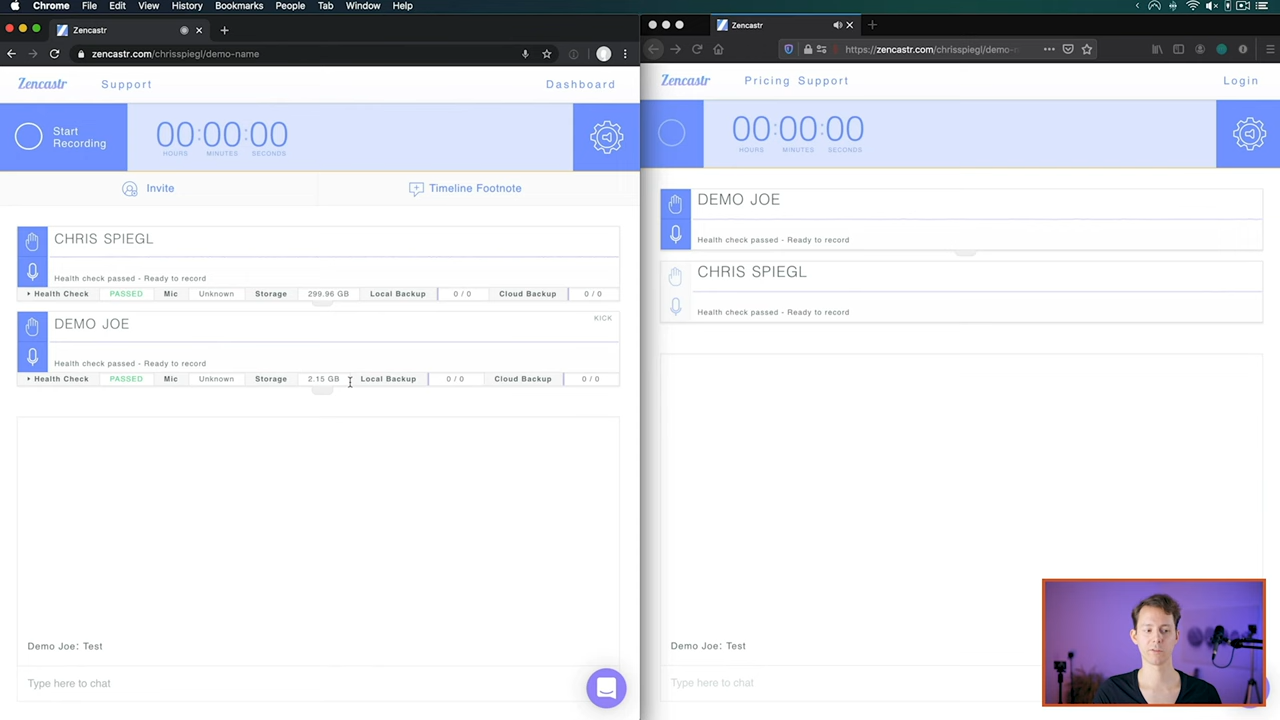 Chrome File Edit View History Bookmarks People Tab Window Help
Zencastr
zencastr.com/chrisspiegl/demo-name
Zencastr Support Dashboard
Start
Recording
00:00:00
HOURS MINUTES SECONDS
Invite Timeline Footnote
CHRIS SPIEGL
Health check passed - Ready to record
Health Check PASSED Mic Unknown Storage 299.96 GB Local Backup 0 / 0 Cloud Backup 0 / 0
DEMO JOE KICK
Health check passed - Ready to record
Health Check PASSED Mic Unknown Storage 2.15 GB Local Backup 0 / 0 Cloud Backup 0 / 0
Demo Joe: Test
Type here to chat
Zencastr
https://zencastr.com/chrisspiegl/demo-n
Zencastr Pricing Support Login
00:00:00
HOURS MINUTES SECONDS
DEMO JOE
Health check passed - Ready to record
CHRIS SPIEGL
Health check passed - Ready to record
Demo Joe: Test
Type here to chat